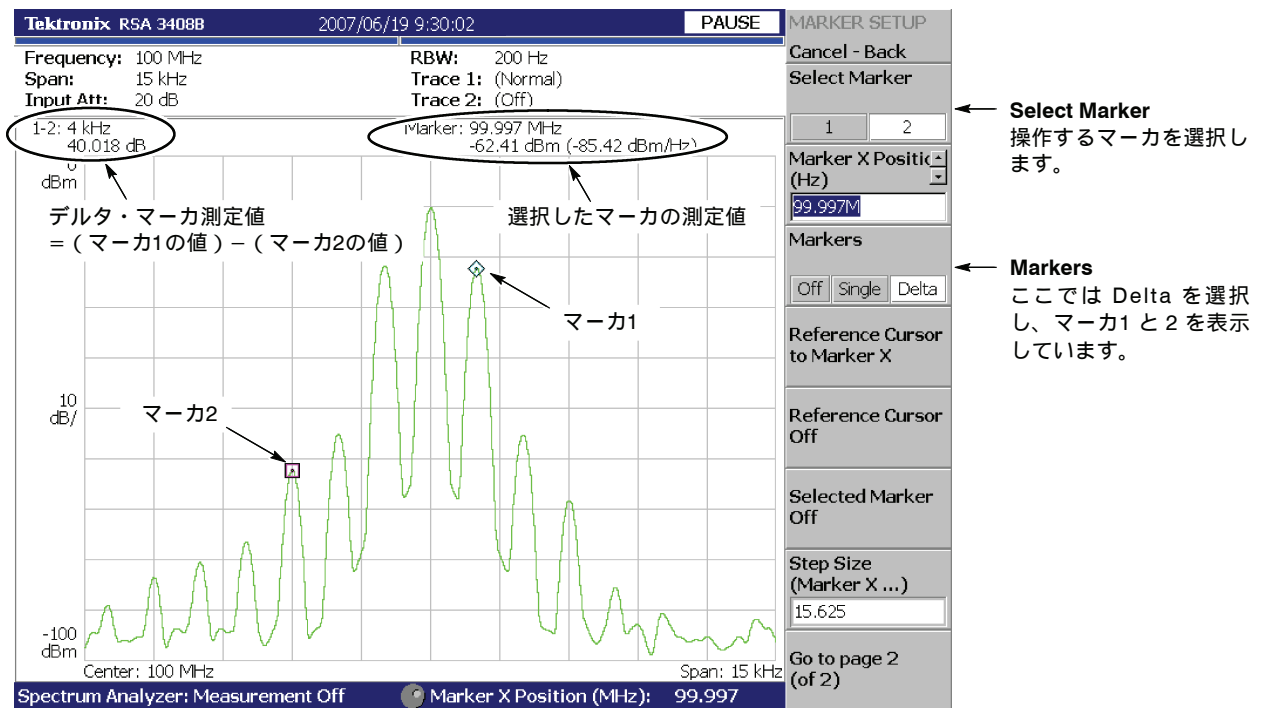 Tektronix RSA 3408B 2007/06/19 9:30:02 PAUSE
Frequency: 100 MHz
Span: 15 kHz
Input Att: 20 dB
RBW: 200 Hz
Trace 1: (Normal)
Trace 2: (Off)
1-2: 4 kHz
40.018 dB
Marker: 99.997 MHz
-62.41 dBm (-85.42 dBm/Hz)
0
dBm
デルタ・マーカ測定値
=(マーカ1の値)−(マーカ2の値)
選択したマーカの測定値
マーカ1
10
dB/
マーカ2
-100
dBm
Center: 100 MHz
Span: 15 kHz
Spectrum Analyzer: Measurement Off
Marker X Position (MHz): 99.997
MARKER SETUP
Cancel - Back
Select Marker
1 2
Marker X Positic
(Hz)
99.997M
Markers
Off Single Delta
Reference Cursor
to Marker X
Reference Cursor
Off
Selected Marker
Off
Step Size
(Marker X ...)
15.625
Go to page 2
(of 2)
Select Marker
操作するマーカを選択し
ます。
Markers
ここでは Delta を選択
し、マーカ1 と 2 を表示
しています。